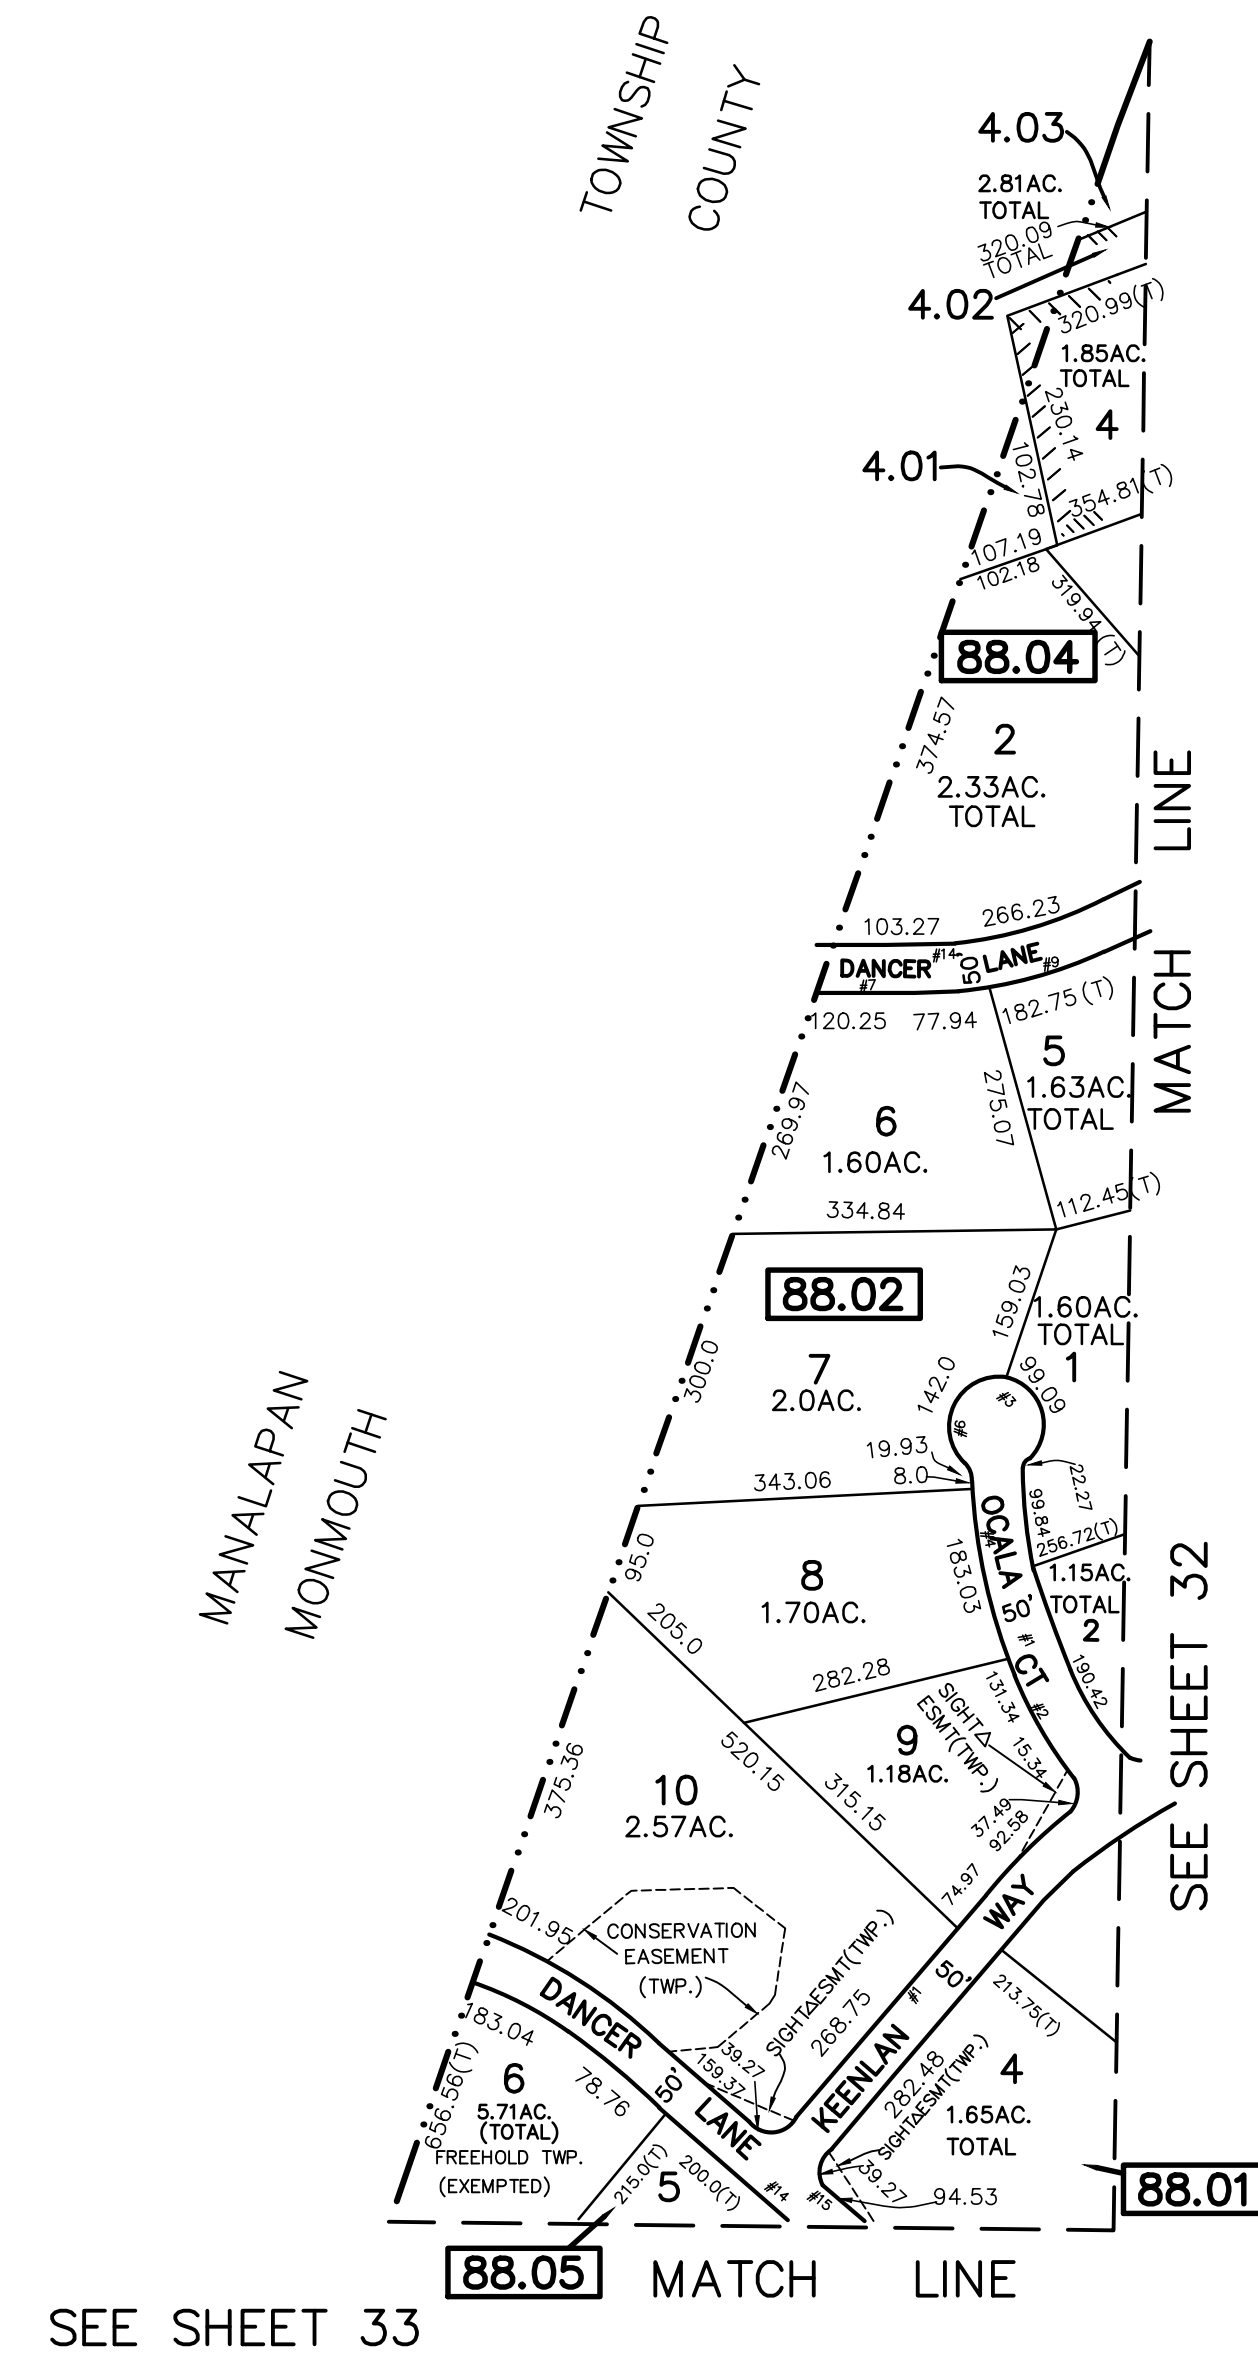 TOWNSHIP
COUNTY
4.03
2.81AC.
TOTAL
320.09
TOTAL
4.02
320.99(T)
1.85AC.
TOTAL
230.14
4
4.01
102.78
354.81(T)
107.19
102.18
319.94(T)
88.04
374.57
2
2.33AC.
TOTAL
LINE
MATCH
103.27
266.23
DANCER
#14
50'
LANE
#9
#7
120.25
77.94
182.75(T)
5
1.63AC.
TOTAL
275.07
269.97
6
1.60AC.
334.84
112.45(T)
88.02
159.03
1.60AC.
TOTAL
1
300.0
7
2.0AC.
142.0
99.09
#3
#6
19.93
8.0
343.06
22.27
99.84
256.72(T)
OCALA
#4
50'
#1
CT
#2
MANALAPAN
MONMOUTH
95.0
8
1.70AC.
183.03
1.15AC.
TOTAL
2
190.42
205.0
282.28
131.34
SIGHT△
ESMT(TWP.)
15.34
9
1.18AC.
37.49
92.58
520.15
315.15
375.36
10
2.57AC.
74.97
SEE SHEET 32
201.95
CONSERVATION
EASEMENT
(TWP.)
WAY
50'
#1
KEENLAN
SIGHT△ESMT(TWP.)
268.75
213.75(T)
DANCER
50'
LANE
183.04
39.27
159.37
282.48
SIGHT△ESMT(TWP.)
4
1.65AC.
TOTAL
656.56(T)
6
5.71AC.
(TOTAL)
FREEHOLD TWP.
(EXEMPTED)
78.76
215.0(T)
5
200.0(T)
#14
#15
39.27
94.53
88.01
88.05
MATCH LINE
SEE SHEET 33